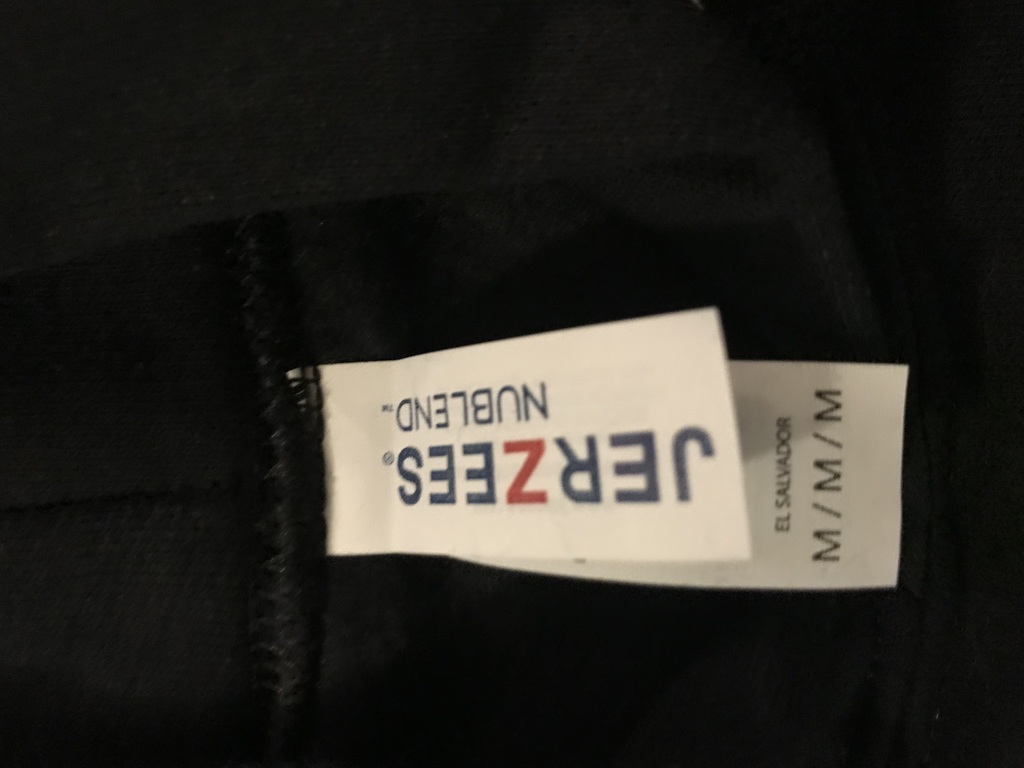 JERZEES®
NUBLEND™
EL SALVADOR
M / M / M / M